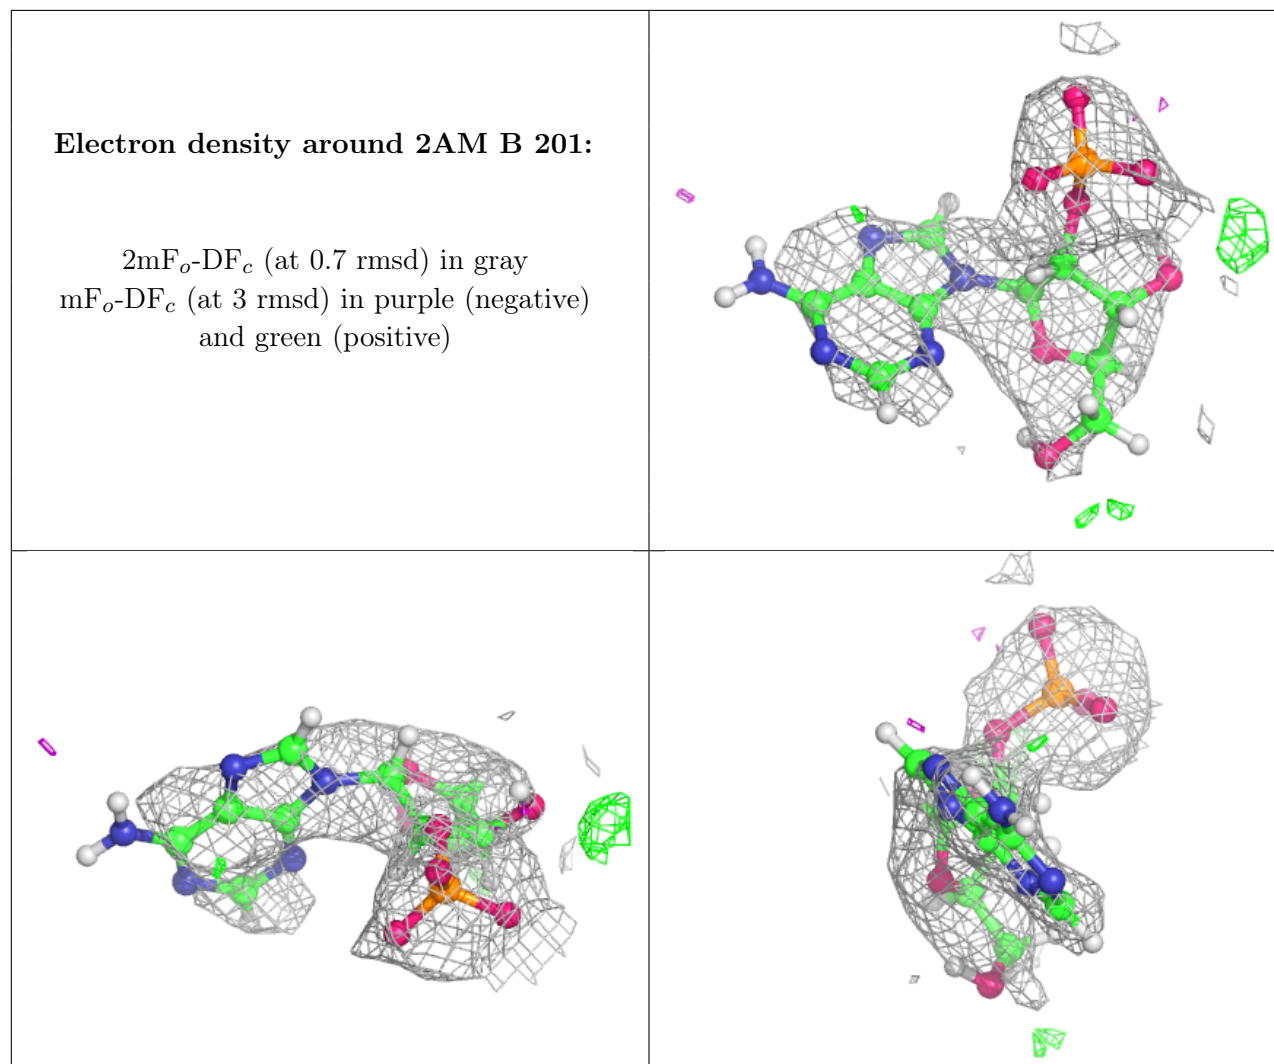 Electron density around 2AM B 201:
2mFo-DFc (at 0.7 rmsd) in gray
mFo-DFc (at 3 rmsd) in purple (negative)
and green (positive)